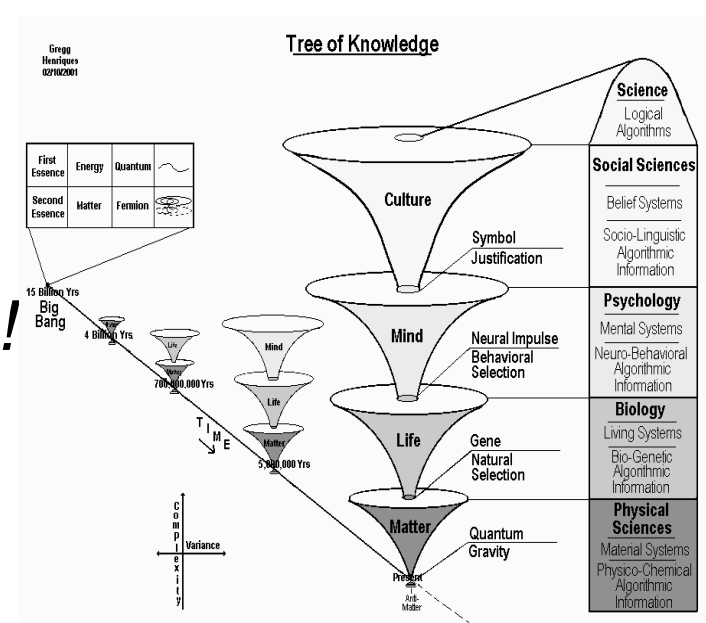 Tree of Knowledge
Gregg
Henriques
02/10/2001
First
Essence
Energy
Quantum
Second
Essence
Matter
Fermion
15 Billion Yrs
Big
Bang
!
4 Billion Yrs
Life
Matter
700,000,000 Yrs
Mind
Life
Matter
5,000,000 Yrs
TIME
Complexity
Variance
Culture
Symbol
Justification
Mind
Neural Impulse
Behavioral
Selection
Life
Gene
Natural
Selection
Matter
Quantum
Gravity
Present
Anti-
Matter
Science
Logical
Algorithms
Social Sciences
Belief Systems
Socio-Linguistic
Algorithmic
Information
Psychology
Mental Systems
Neuro-Behavioral
Algorithmic
Information
Biology
Living Systems
Bio-Genetic
Algorithmic
Information
Physical
Sciences
Material Systems
Physico-Chemical
Algorithmic
Information